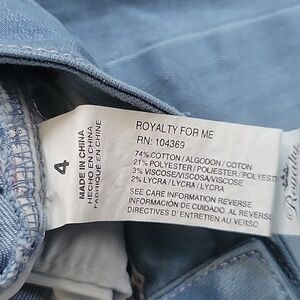 4
MADE IN CHINA
HECHO EN CHINA
FABRIQUÉ EN CHINE
ROYALTY FOR ME
RN: 104369
74% COTTON / ALGODON / COTON
21% POLYESTER / POLIESTER / POLYEST
3% VISCOSE/VISCOSA/VISCOSE
2% LYCRA/ LYCRA/ LYCRA
SEE CARE INFORMATION REVERSE
INFORMACIÓN DE CUIDADO AL REVERS
DIRECTIVES D' ENTRETIEN AU VERSO